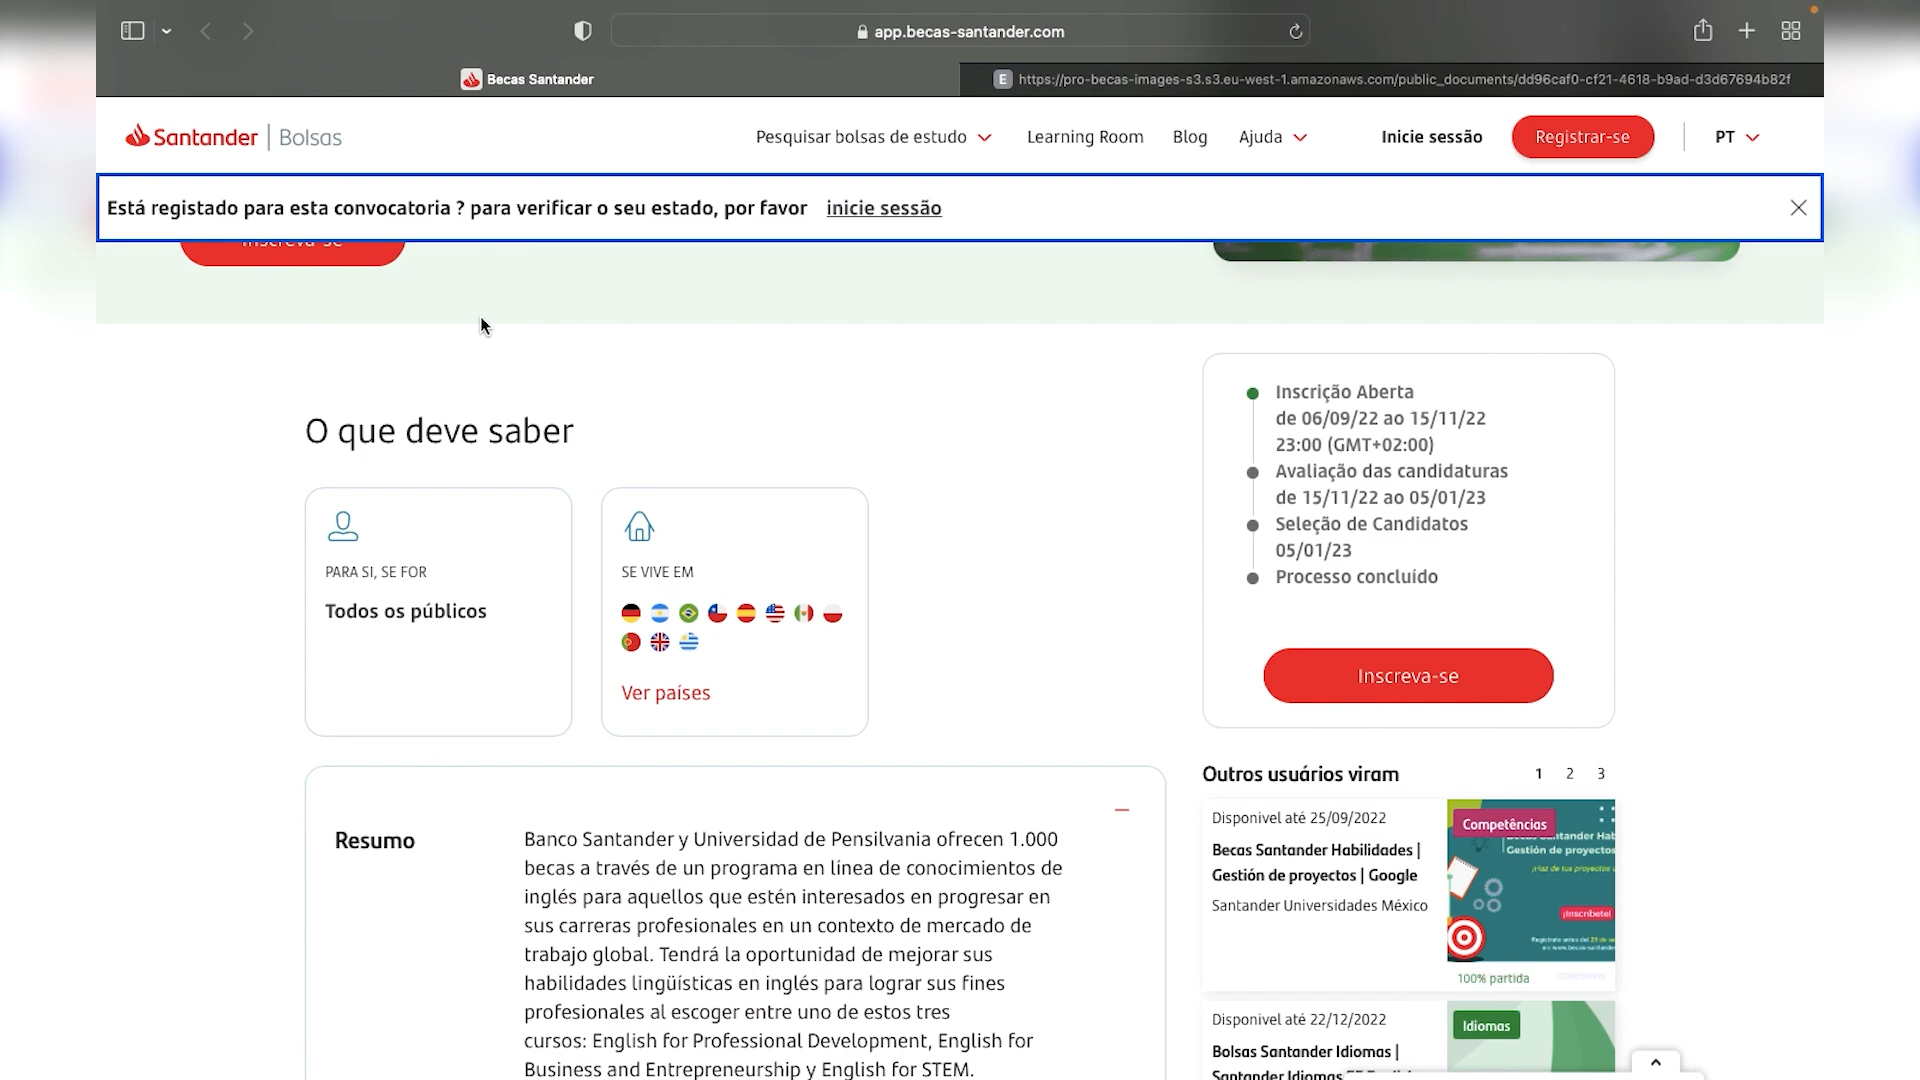 app.becas-santander.com
Becas Santander
E https://pro-becas-images-s3.s3.eu-west-1.amazonaws.com/public_documents/dd96caf0-cf21-4618-b9ad-d3d67694b82f
Santander | Bolsas
Pesquisar bolsas de estudo
Learning Room
Blog
Ajuda
Inicie sessão
Registrar-se
PT
Está registado para esta convocatoria ? para verificar o seu estado, por favor inicie sessão
Inscreva-se
O que deve saber
PARA SI, SE FOR
Todos os públicos
SE VIVE EM
Ver países
Inscrição Aberta
de 06/09/22 ao 15/11/22
23:00 (GMT+02:00)
Avaliação das candidaturas
de 15/11/22 ao 05/01/23
Seleção de Candidatos
05/01/23
Processo concluído
Inscreva-se
Resumo
Banco Santander y Universidad de Pensilvania ofrecen 1.000
becas a través de un programa en línea de conocimientos de
inglés para aquellos que estén interesados en progresar en
sus carreras profesionales en un contexto de mercado de
trabajo global. Tendrá la oportunidad de mejorar sus
habilidades lingüísticas en inglés para lograr sus fines
profesionales al escoger entre uno de estos tres
cursos: English for Professional Development, English for
Business and Entrepreneurship y English for STEM.
Outros usuários viram
1 2 3
Disponivel até 25/09/2022
Becas Santander Habilidades |
Gestión de proyectos | Google
Santander Universidades México
Competências
Gestión de proyectos
¡Haz de tus proyectos
¡Inscríbete!
100% partida
Disponivel até 22/12/2022
Bolsas Santander Idiomas |
Santander Idiomas
Idiomas